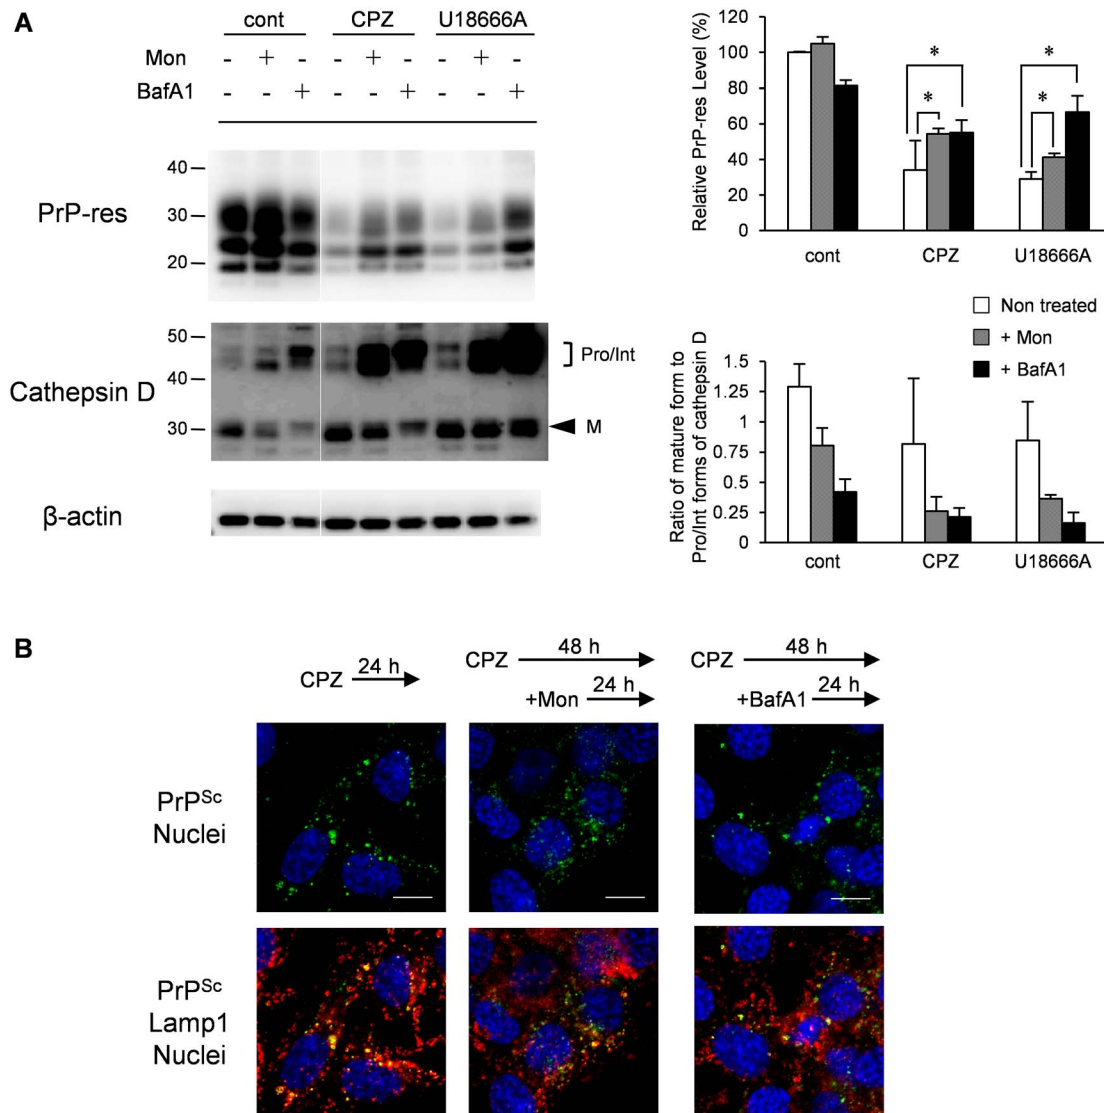 A
cont CPZ U18666A
Mon - + - - + - - + -
BafA1 - - + - - + - - +
PrP-res
40
30
20
Cathepsin D
50
40
30
Pro/Int
M
β-actin
Relative PrP-res Level (%)
120
100
80
60
40
20
0
* * * *
cont CPZ U18666A
Non treated
+ Mon
+ BafA1
Ratio of mature form to
Pro/Int forms of cathepsin D
1.5
1.25
1
0.75
0.5
0.25
0
cont CPZ U18666A
B
CPZ 24 h
CPZ 48 h
+Mon 24 h
CPZ 48 h
+BafA1 24 h
PrPSc
Nuclei
PrPSc
Lamp1
Nuclei